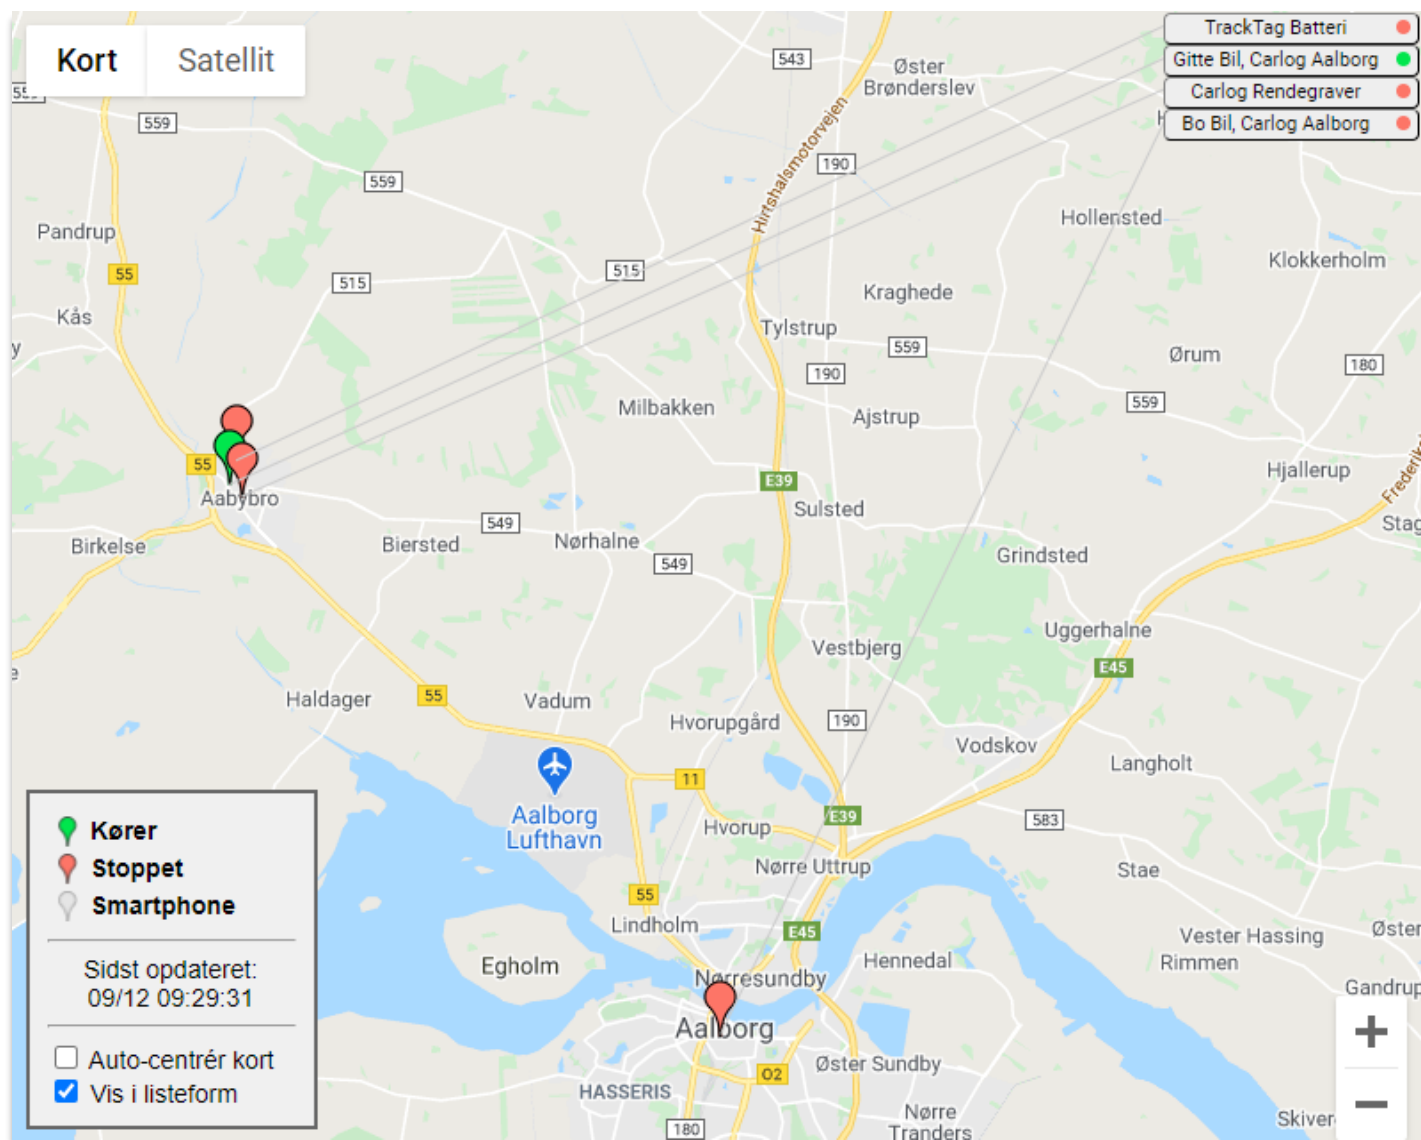 Kort
Satellit
TrackTag Batteri
Gitte Bil, Carlog Aalborg
Carlog Rendegraver
Bo Bil, Carlog Aalborg
543
Øster
Brønderslev
559
559
559
190
Hirtshalsmotorvejen
Pandrup
Hollensted
55
515
515
Klokkerholm
Kås
Kraghede
Tylstrup
559
Ørum
180
190
Milbakken
Ajstrup
559
55
Aabybro
E39
Sulsted
Hjallerup
Birkelse
Biersted
549
Nørhalne
549
Grindsted
Uggerhalne
Vestbjerg
E45
Haldager
55
Vadum
Hvorupgård
190
Vodskov
Langholt
11
Aalborg
Lufthavn
Hvorup
E39
583
Nørre Uttrup
Stae
55
Lindholm
E45
Vester Hassing
Rimmen
Egholm
Hennedal
Nørresundby
Gandrup
Aalborg
Øster Sundby
O2
HASSERIS
Nørre
Tranders
180
Kører
Stoppet
Smartphone
Sidst opdateret:
09/12 09:29:31
Auto-centrér kort
Vis i listeform
+
−